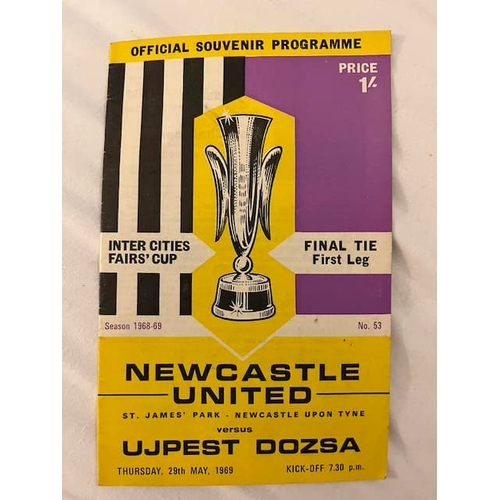 OFFICIAL SOUVENIR PROGRAMME
PRICE
1/-
INTER CITIES
FAIRS' CUP
FINAL TIE
First Leg
Season 1968-69
No. 53
NEWCASTLE
UNITED
ST. JAMES' PARK - NEWCASTLE UPON TYNE
versus
UJPEST DOZSA
THURSDAY, 29th MAY, 1969 KICK-OFF 7.30 p.m.